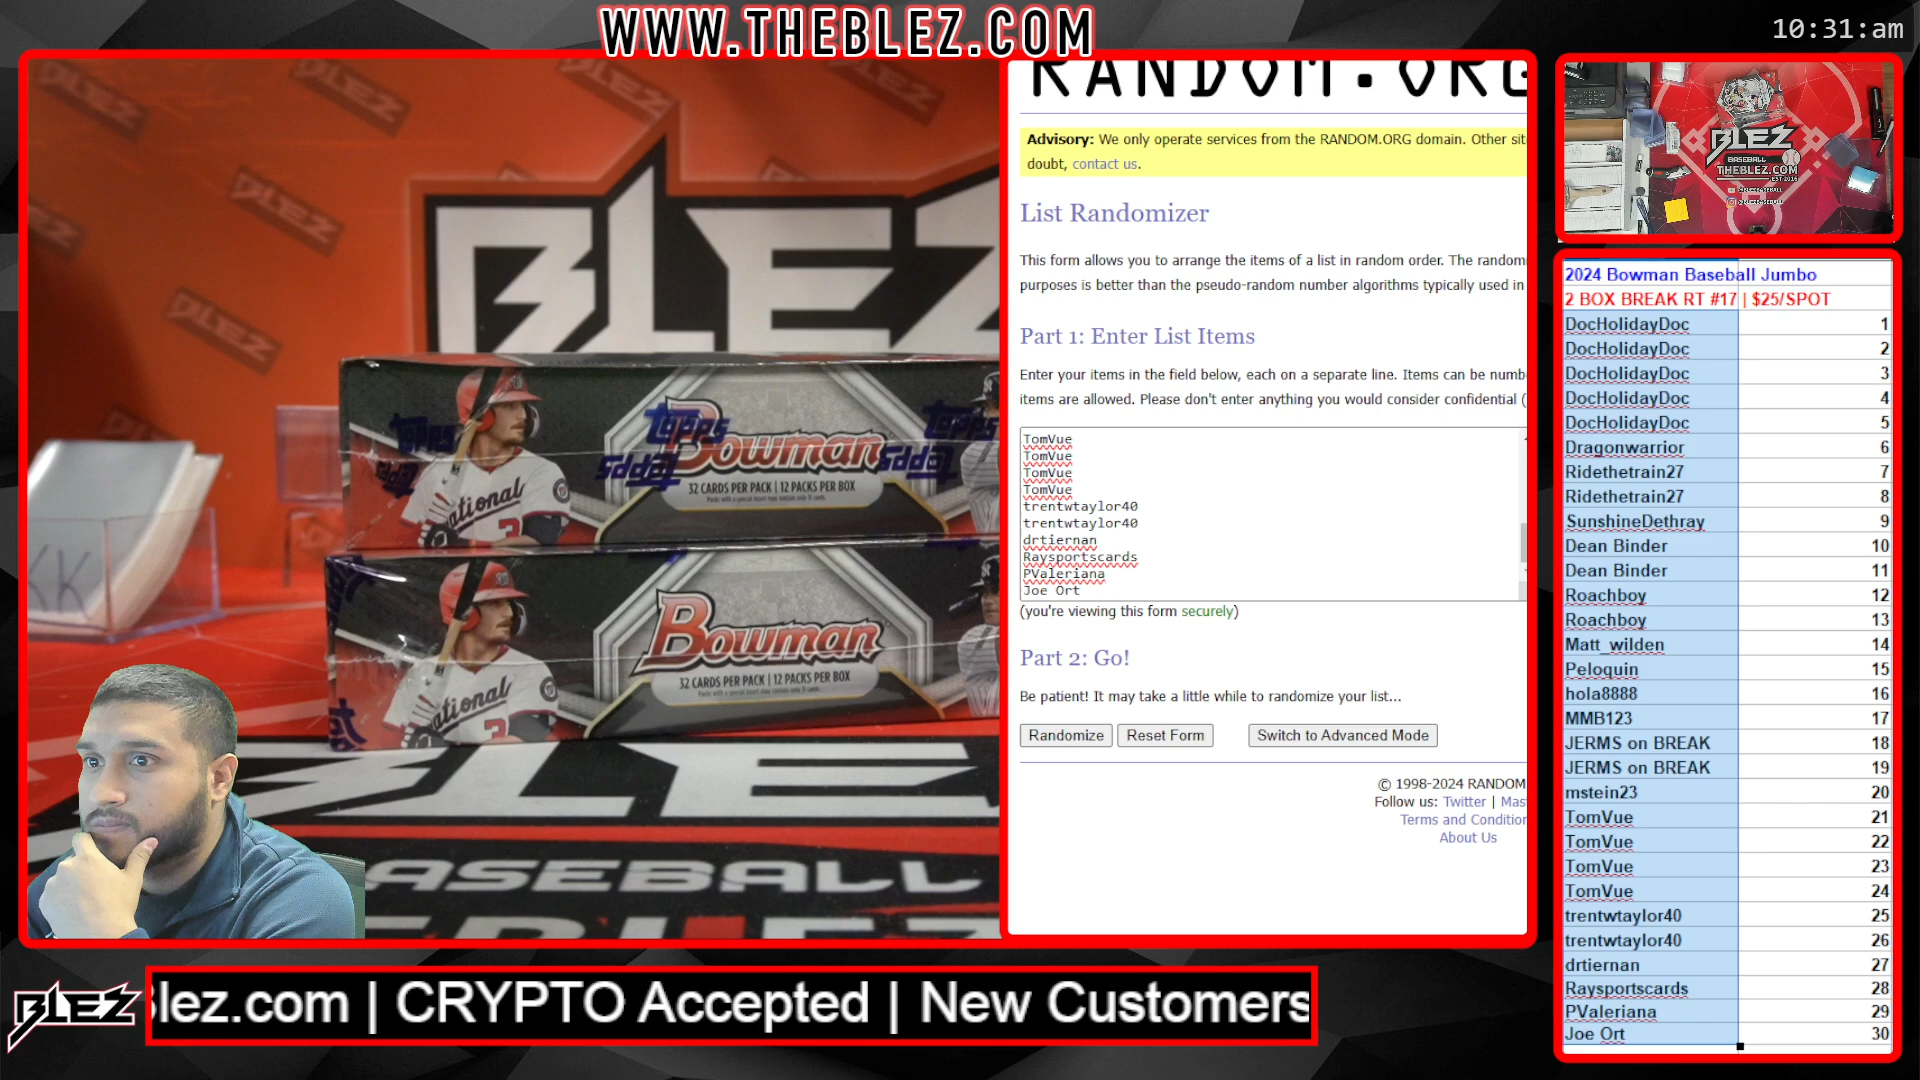 WWW.THEBLEZ.COM
10:31:am
BLEZ
BLEZ
BLEZ
BLEZ
topps
Bowman
32 CARDS PER PACK | 12 PACKS PER BOX
Bowman
32 CARDS PER PACK | 12 PACKS PER BOX
RANDOM.ORG
Advisory: We only operate services from the RANDOM.ORG domain. Other sit
doubt, contact us.
List Randomizer
This form allows you to arrange the items of a list in random order. The random
purposes is better than the pseudo-random number algorithms typically used in
Part 1: Enter List Items
Enter your items in the field below, each on a separate line. Items can be numb
items are allowed. Please don't enter anything you would consider confidential (
TomVue
TomVue
TomVue
TomVue
trentwtaylor40
trentwtaylor40
drtiernan
Raysportscards
PValeriana
Joe Ort
(you're viewing this form securely)
Part 2: Go!
Be patient! It may take a little while to randomize your list...
Randomize
Reset Form
Switch to Advanced Mode
© 1998-2024 RANDOM.
Follow us: Twitter | Mas
Terms and Condition
About Us
BLEZ
BASEBALL
THEBLEZ.COM
2024 Bowman Baseball Jumbo
2 BOX BREAK RT #17 | $25/SPOT
DocHolidayDoc 1
DocHolidayDoc 2
DocHolidayDoc 3
DocHolidayDoc 4
DocHolidayDoc 5
Dragonwarrior 6
Ridethetrain27 7
Ridethetrain27 8
SunshineDethray 9
Dean Binder 10
Dean Binder 11
Roachboy 12
Roachboy 13
Matt_wilden 14
Peloquin 15
hola8888 16
MMB123 17
JERMS on BREAK 18
JERMS on BREAK 19
mstein23 20
TomVue 21
TomVue 22
TomVue 23
TomVue 24
trentwtaylor40 25
trentwtaylor40 26
drtiernan 27
Raysportscards 28
PValeriana 29
Joe Ort 30
BLEZ
lez.com | CRYPTO Accepted | New Customers